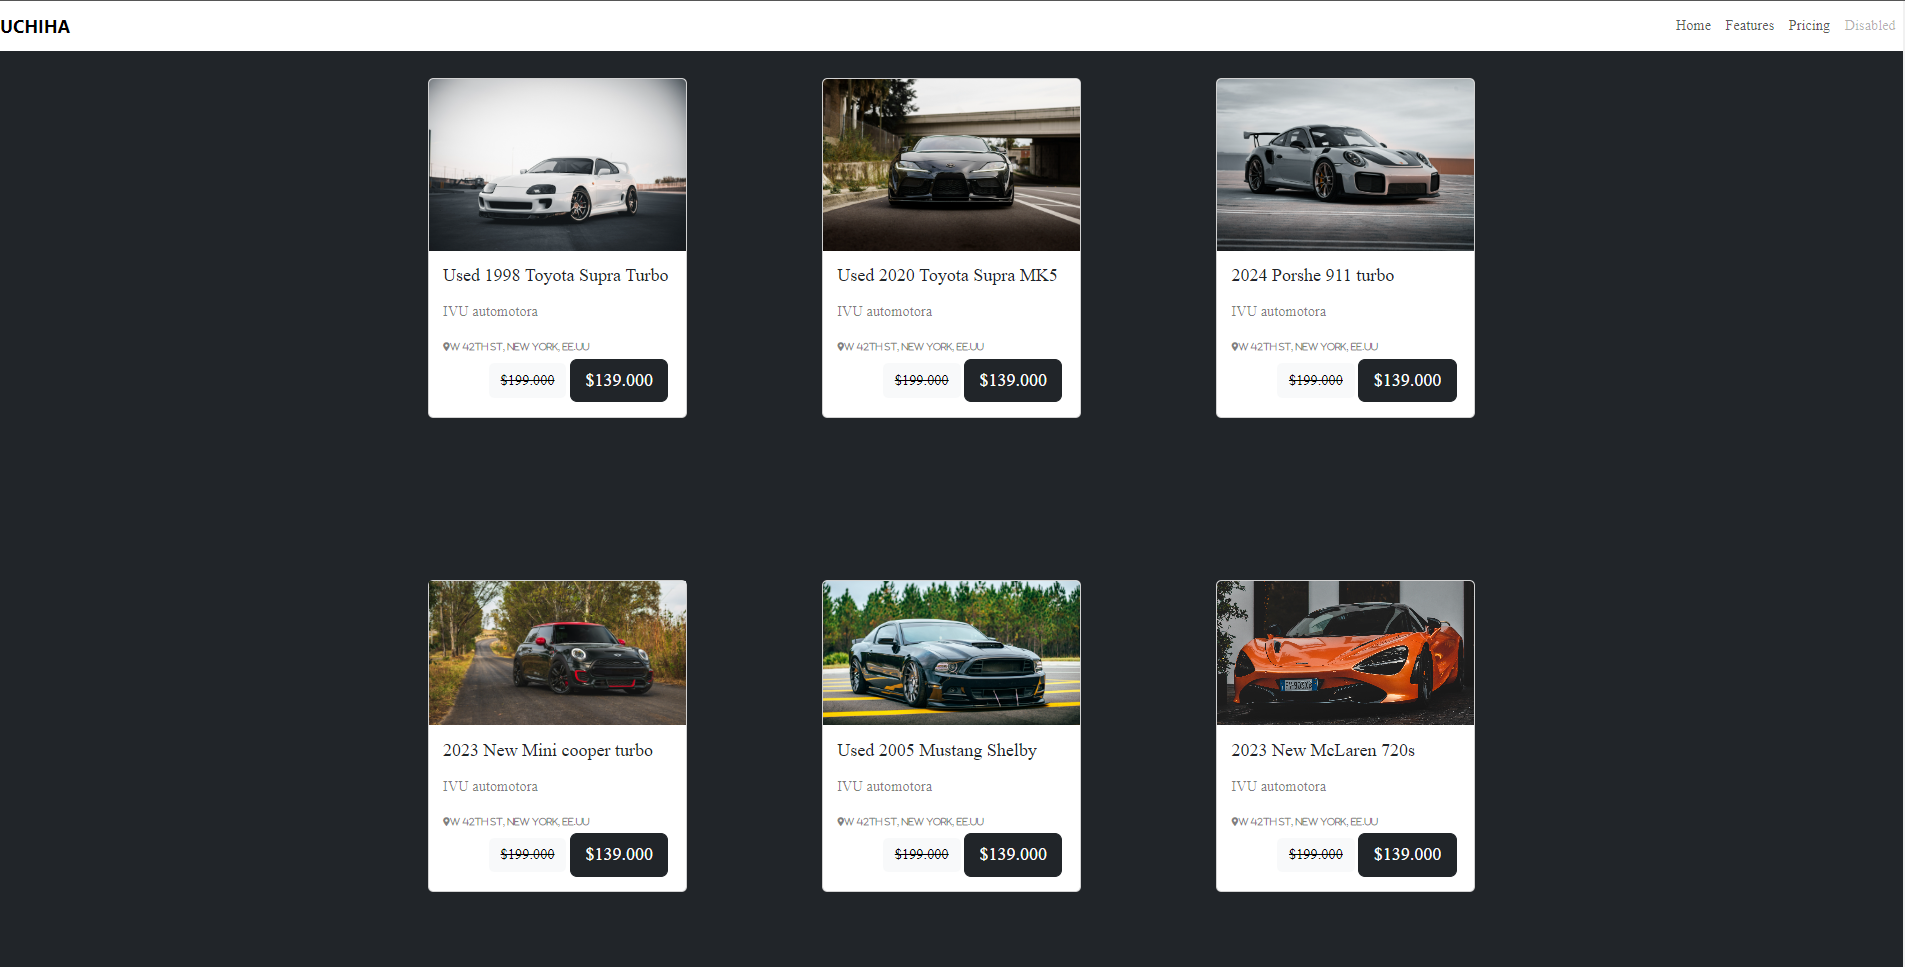 UCHIHA
Home Features Pricing Disabled
Used 1998 Toyota Supra Turbo
IVU automotora
W 42TH ST, NEW YORK, EE.UU
$199.000 $139.000
Used 2020 Toyota Supra MK5
IVU automotora
W 42TH ST, NEW YORK, EE.UU
$199.000 $139.000
2024 Porshe 911 turbo
IVU automotora
W 42TH ST, NEW YORK, EE.UU
$199.000 $139.000
2023 New Mini cooper turbo
IVU automotora
W 42TH ST, NEW YORK, EE.UU
$199.000 $139.000
Used 2005 Mustang Shelby
IVU automotora
W 42TH ST, NEW YORK, EE.UU
$199.000 $139.000
2023 New McLaren 720s
IVU automotora
W 42TH ST, NEW YORK, EE.UU
$199.000 $139.000